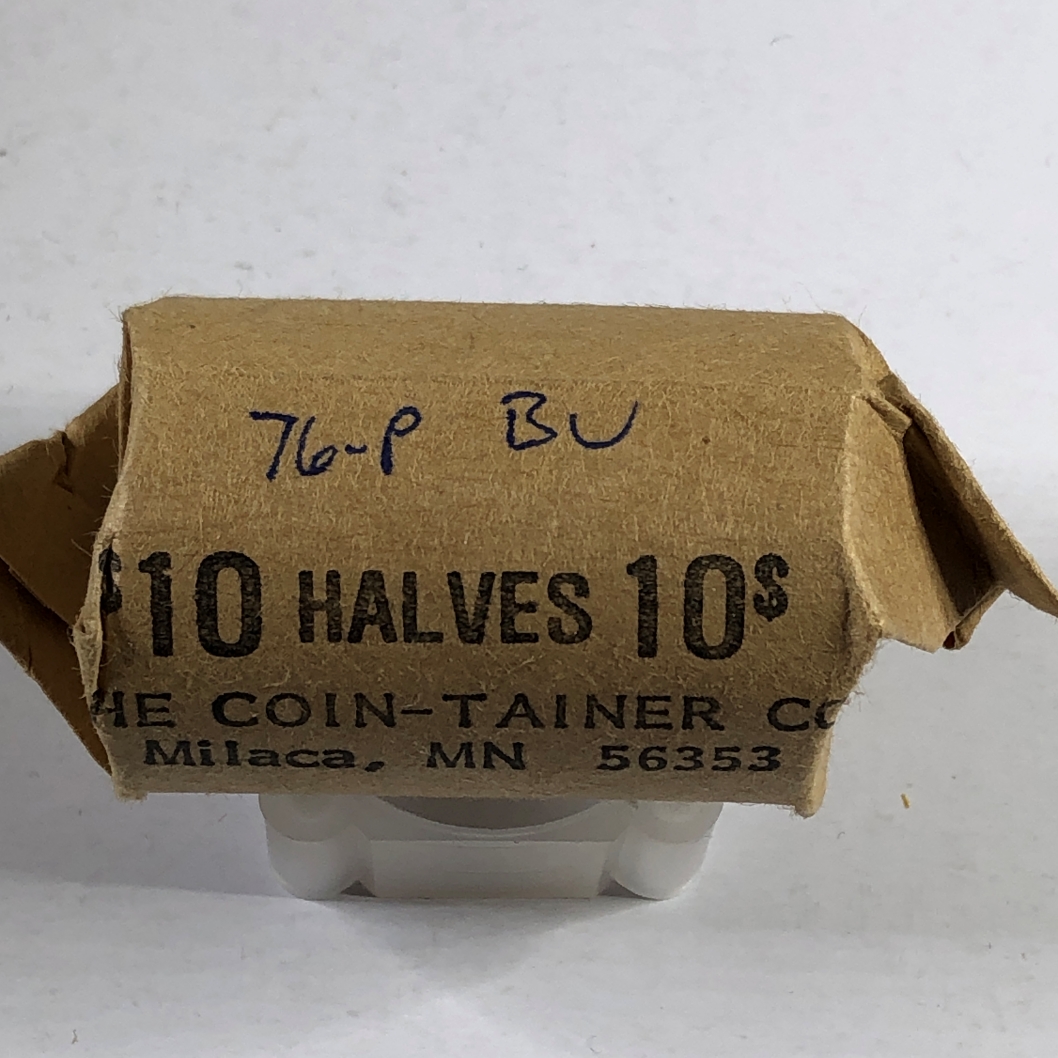 76-P BU
$10 HALVES 10$
HE COIN-TAINER CO
Milaca, MN 56353